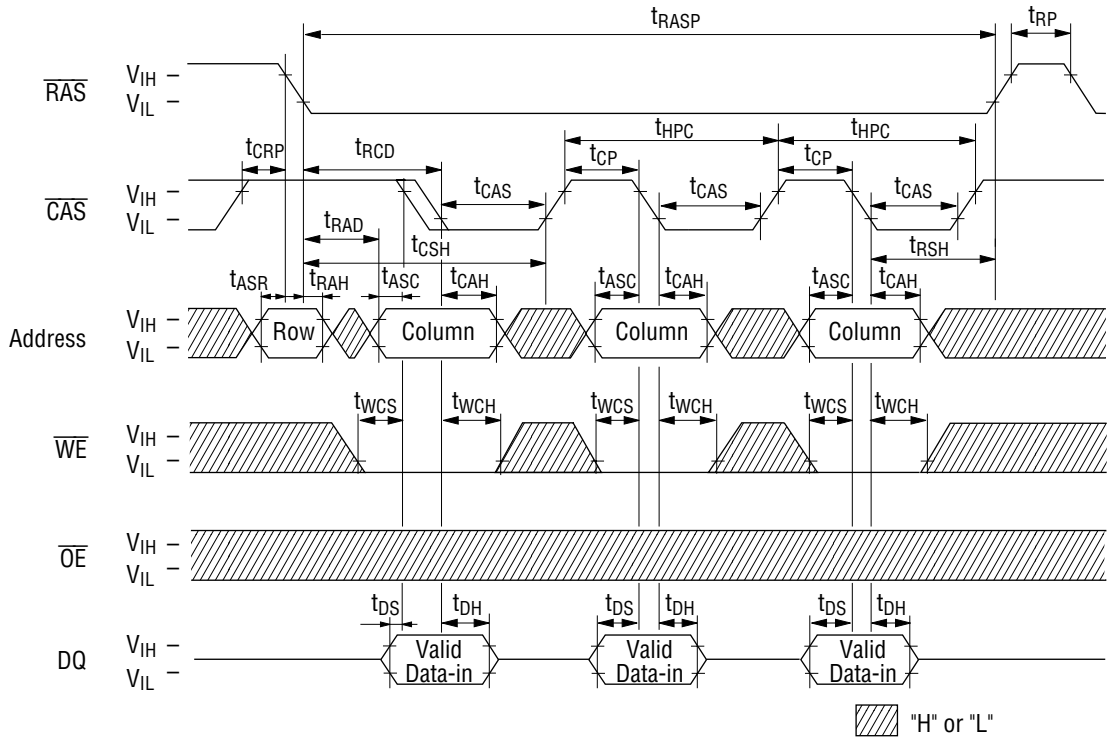 tRASP tRP
RAS VIH VIL
tHPC tHPC
tCRP tRCD tCP tCP
CAS VIH VIL
tCAS tCAS tCAS
tRAD tCSH tRSH
tASR tRAH tASC tCAH tASC tCAH tASC tCAH
Address VIH VIL Row Column Column Column
tWCS tWCH tWCS tWCH tWCS tWCH
WE VIH VIL
OE VIH VIL
tDS tDH tDS tDH tDS tDH
DQ VIH VIL
Valid Data-in
Valid Data-in
Valid Data-in
"H" or "L"